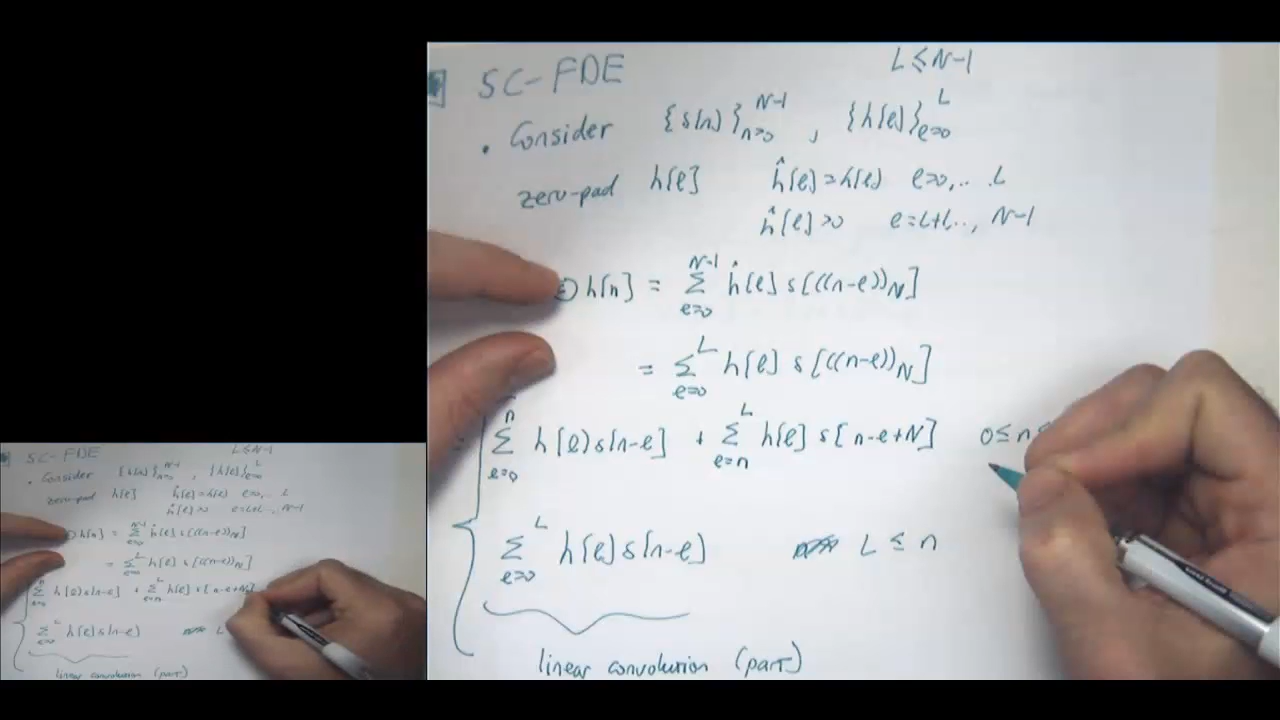 SC-FDE L ≤ N-1
• Consider {s[n]}_{n=0}^{N-1} , {h[ℓ]}_{ℓ=0}^{L}
zero-pad h[ℓ] ĥ[ℓ]=h[ℓ] ℓ=0,... L
ĥ[ℓ]=0 ℓ=L+1,..., N-1
h[n] = Σ_{ℓ=0}^{N-1} ĥ[ℓ] s[((n-ℓ))_N]
= Σ_{ℓ=0}^{L} h[ℓ] s[((n-ℓ))_N]
Σ_{ℓ=0}^{n} h[ℓ]s[n-ℓ] + Σ_{ℓ=n}^{L} h[ℓ] s[n-ℓ+N] 0≤n≤
Σ_{ℓ=0}^{L} h[ℓ]s[n-ℓ] L ≤ n
linear convolution (part)